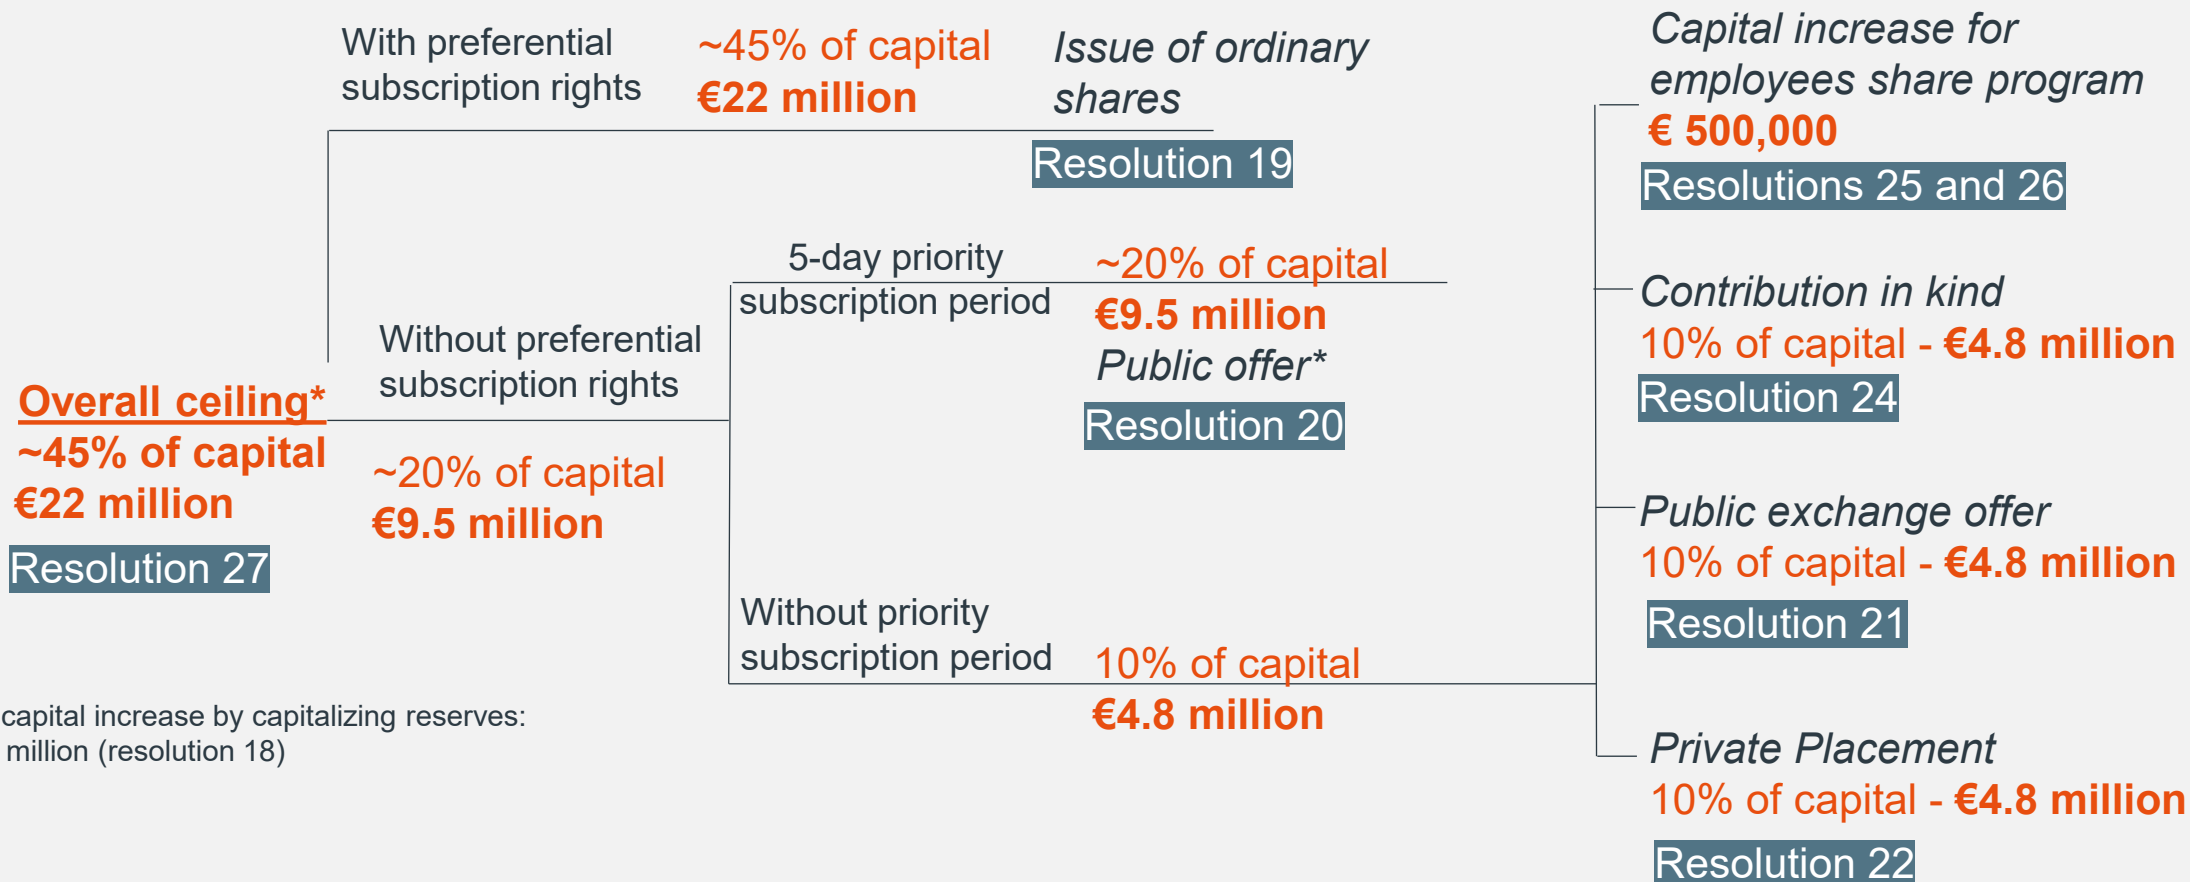 With preferential
subscription rights
~45% of capital
€22 million
Issue of ordinary
shares
Resolution 19
Overall ceiling*
~45% of capital
€22 million
Resolution 27
Without preferential
subscription rights
~20% of capital
€9.5 million
5-day priority
subscription period
~20% of capital
€9.5 million
Public offer*
Resolution 20
Without priority
subscription period
10% of capital
€4.8 million
Capital increase for
employees share program
€ 500,000
Resolutions 25 and 26
Contribution in kind
10% of capital - €4.8 million
Resolution 24
Public exchange offer
10% of capital - €4.8 million
Resolution 21
Private Placement
10% of capital - €4.8 million
Resolution 22
capital increase by capitalizing reserves:
million (resolution 18)